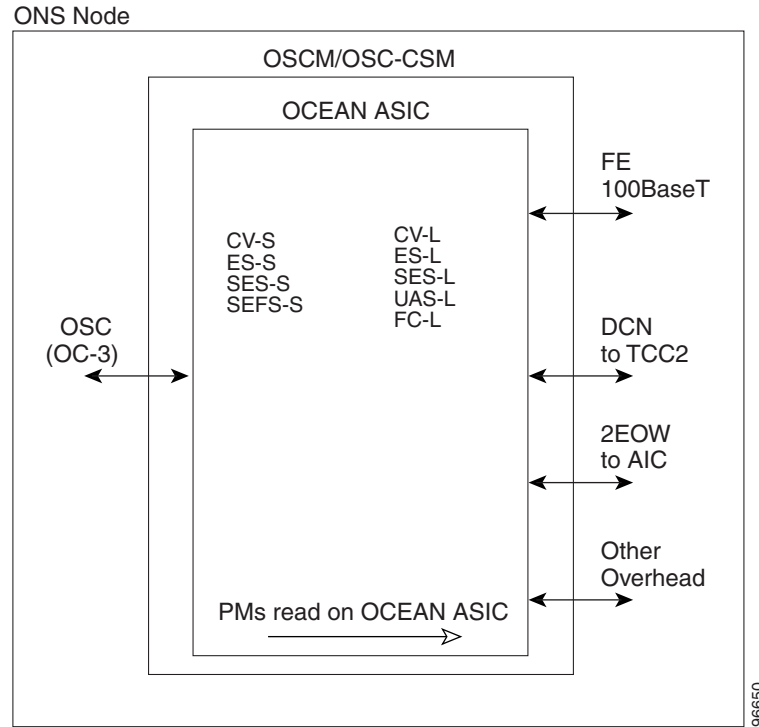 ONS Node
OSCM/OSC-CSM
OCEAN ASIC
FE
100BaseT
CV-S
ES-S
SES-S
SEFS-S
CV-L
ES-L
SES-L
UAS-L
FC-L
OSC
(OC-3)
DCN
to TCC2
2EOW
to AIC
Other
Overhead
PMs read on OCEAN ASIC
96650